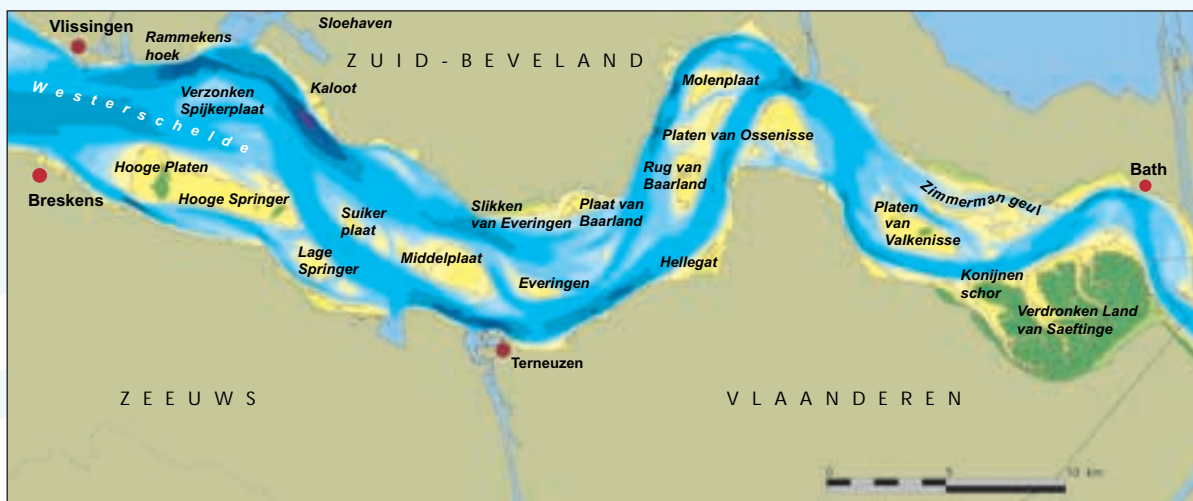 Vlissingen
Sloehaven
Rammekens
hoek
ZUID-BEVELAND
Kaloot
Molenplaat
Westerschelde
Verzonken
Spijkerplaat
Platen van Ossenisse
Hooge Platen
Breskens
Hooge Springer
Rug van
Baarland
Bath
Zimmerman geul
Suiker
plaat
Slikken
van Everingen
Plaat van
Baarland
Platen
van
Valkenisse
Lage
Springer
Middelplaat
Everingen
Hellegat
Konijnen
schor
Verdronken Land
van Saeftinge
Terneuzen
ZEEUWS
VLAANDEREN
0 5 10 km